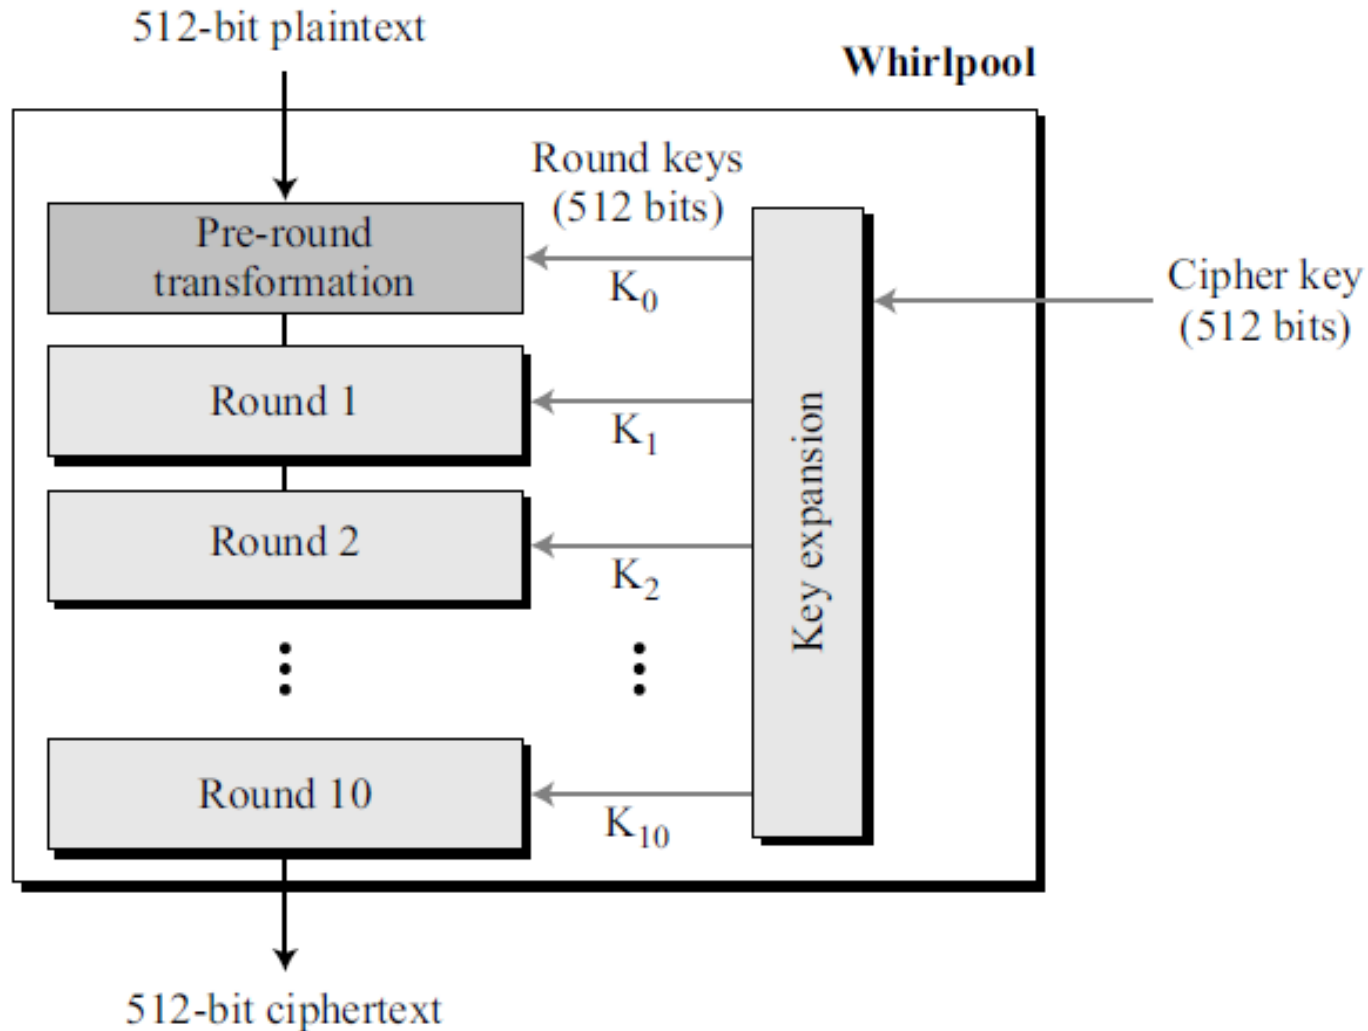 512-bit plaintext
Whirlpool
Round keys
(512 bits)
Pre-round
transformation
K₀
Cipher key
(512 bits)
Round 1
K₁
Key expansion
Round 2
K₂
Round 10
K₁₀
512-bit ciphertext